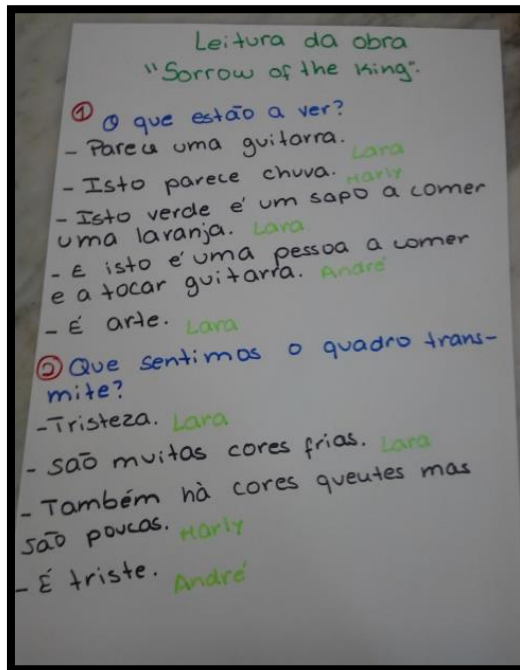 Leitura da obra
"Sorrow of the King".
① O que estão a ver?
- Parece uma guitarra.
Lara
- Isto parece chuva. Harly
- Isto verde é um sapo a comer
uma laranja. Lara
- E isto é uma pessoa a comer
e a tocar guitarra. André
- É arte. Lara
② Que sentimos o quadro trans-
mite?
- Tristeza. Lara
- São muitas cores frias. Lara
- Também hà cores queutes mas
são poucas. Harly
- É triste. André